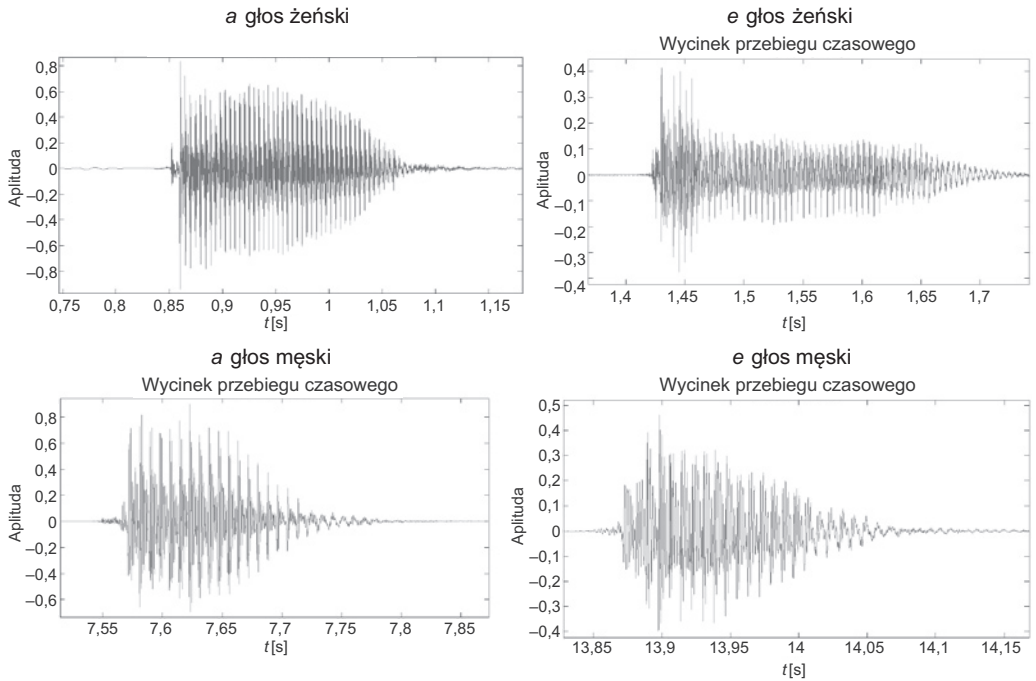 a głos żeński
0,8
0,6
0,4
0,2
0
–0,2
–0,4
–0,6
–0,8
Aplituda
0,75 0,8 0,85 0,9 0,95 1 1,05 1,1 1,15
t [s]
e głos żeński
Wycinek przebiegu czasowego
0,4
0,3
0,2
0,1
0
–0,1
–0,2
–0,3
–0,4
Aplituda
1,4 1,45 1,5 1,55 1,6 1,65 1,7
t [s]
a głos męski
Wycinek przebiegu czasowego
0,8
0,6
0,4
0,2
0
–0,2
–0,4
–0,6
Aplituda
7,55 7,6 7,65 7,7 7,75 7,8 7,85
t [s]
e głos męski
Wycinek przebiegu czasowego
0,5
0,4
0,3
0,2
0,1
0
–0,1
–0,2
–0,3
–0,4
Aplituda
13,85 13,9 13,95 14 14,05 14,1 14,15
t [s]